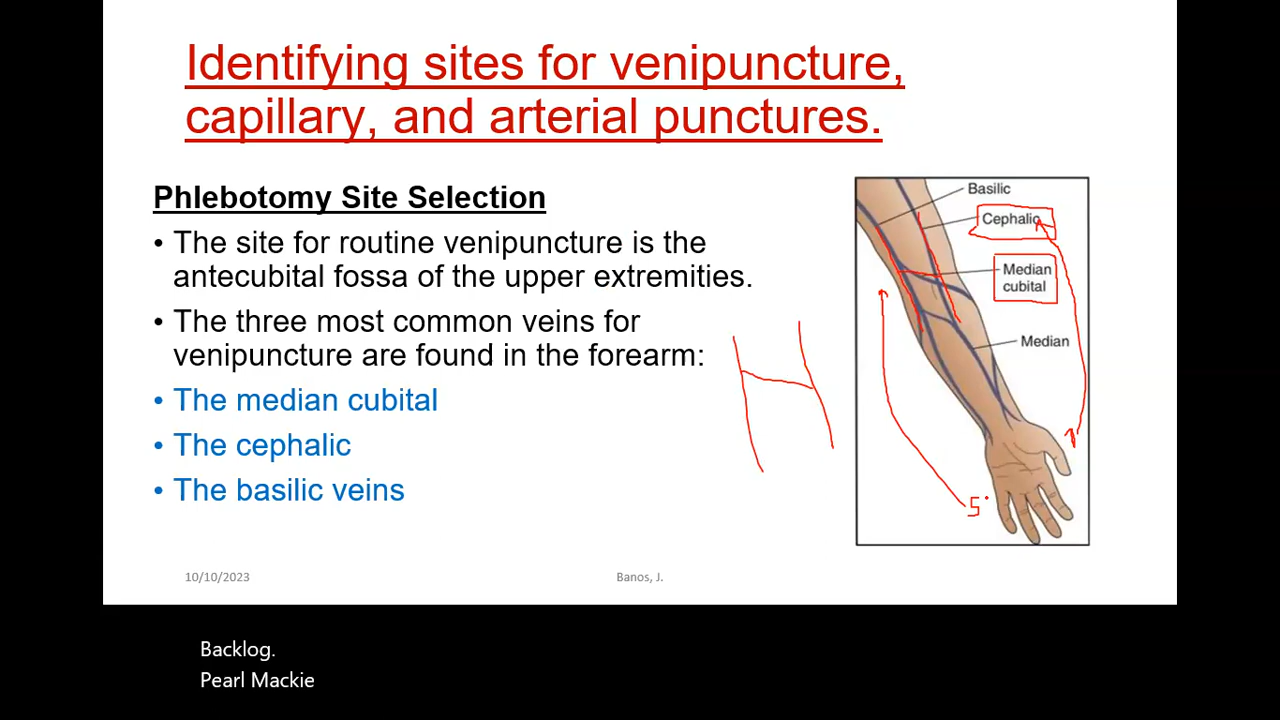 Identifying sites for venipuncture,
capillary, and arterial punctures.
Phlebotomy Site Selection
• The site for routine venipuncture is the
antecubital fossa of the upper extremities.
• The three most common veins for
venipuncture are found in the forearm:
• The median cubital
• The cephalic
• The basilic veins
Basilic
Cephalic
Median
cubital
Median
H
5
10/10/2023
Banos, J.
Backlog.
Pearl Mackie